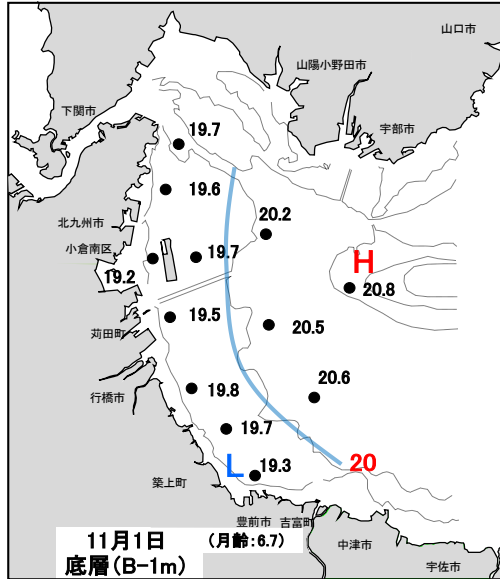 山口市
山陽小野田市
下関市
宇部市
19.7
19.6
北九州市
小倉南区
20.2
19.7
19.2
H
20.8
19.5
苅田町
20.5
行橋市
19.8
20.6
19.7
L
19.3
20
築上町
豊前市
吉富町
中津市
宇佐市
11月1日
(月齢:6.7)
底層(B-1m)